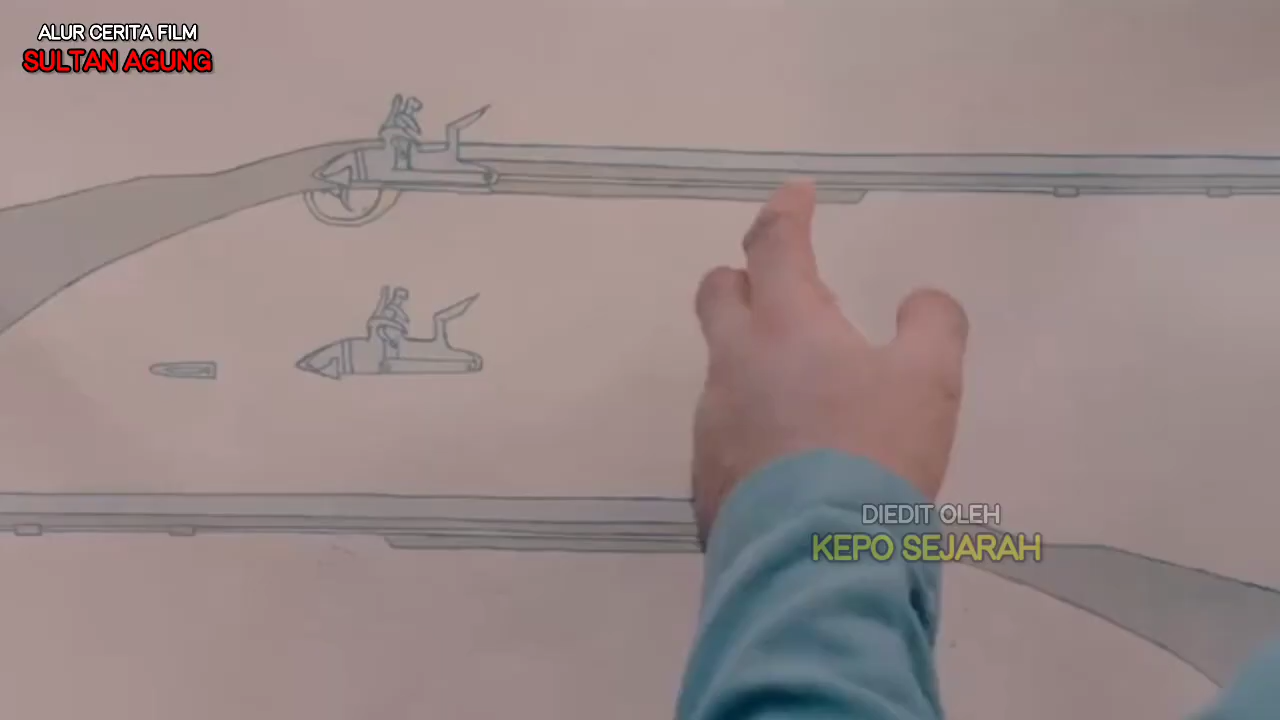 ALUR CERITA FILM
SULTAN AGUNG
DIEDIT OLEH
KEPO SEJARAH